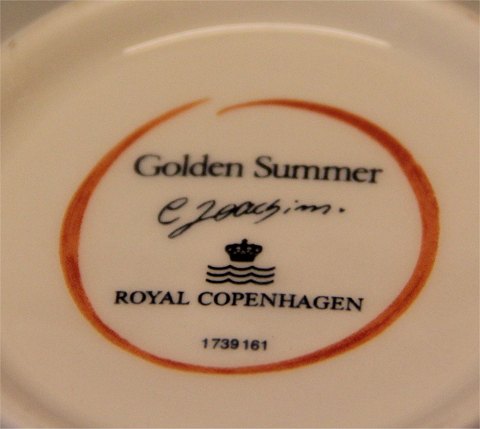 Golden Summer
C Joachim.
ROYAL COPENHAGEN
1739161